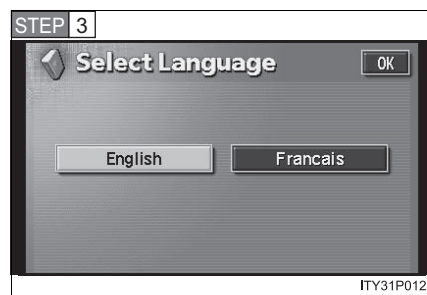 STEP 3
Select Language
OK
English
Francais
ITY31P012